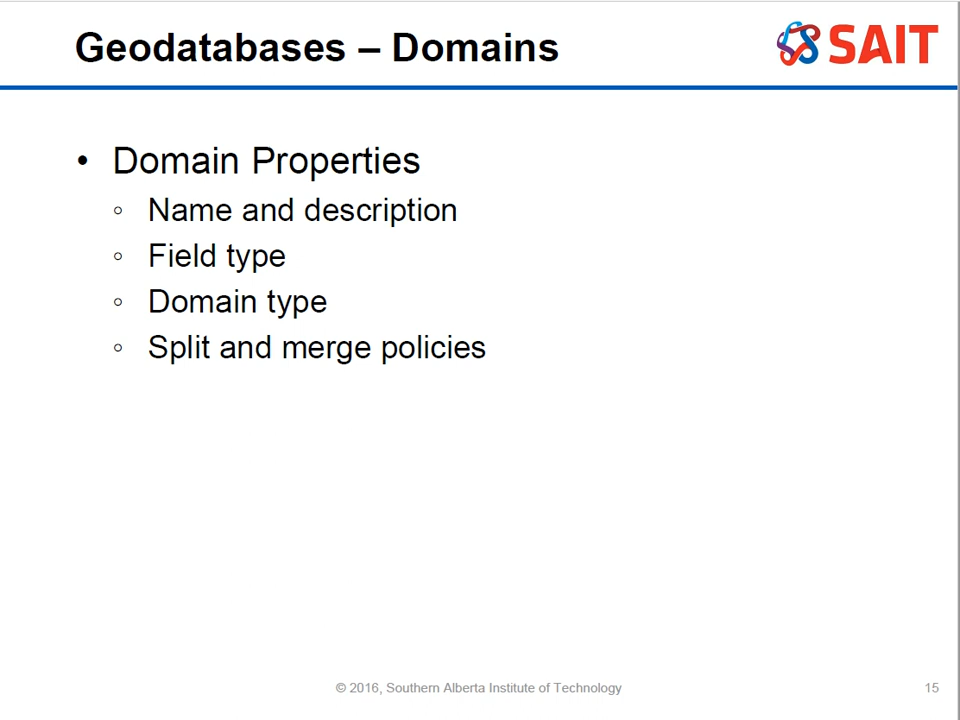 Geodatabases – Domains
SAIT
• Domain Properties
◦ Name and description
◦ Field type
◦ Domain type
◦ Split and merge policies
© 2016, Southern Alberta Institute of Technology
15